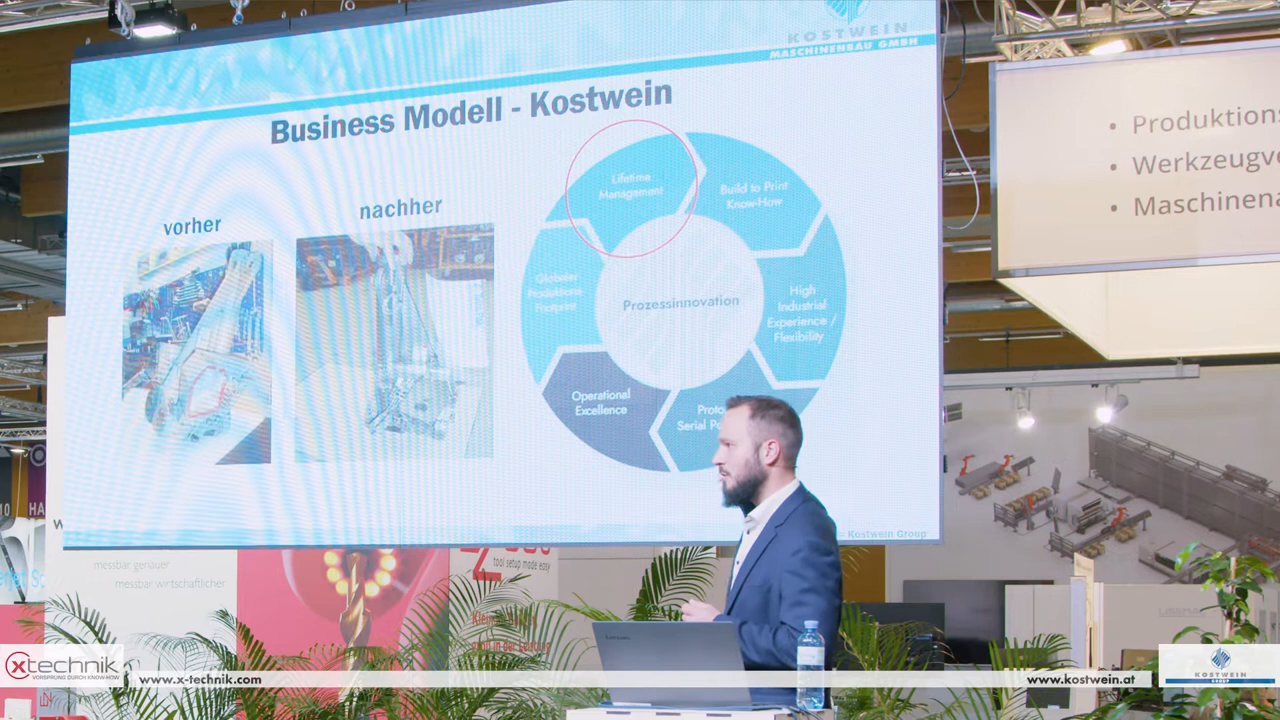 KOSTWEIN
MASCHINENBAU GMBH
Business Modell - Kostwein
vorher
nachher
Lifetime
Management
Build to Print
Know-How
Globaler
Produktions
Footprint
Prozessinnovation
High
Industrial
Experience /
Flexibility
Operational
Excellence
Serial
Kostwein Group
• Produktions
• Werkzeugv
• Maschinena
messbar genauer
messbar wirtschaftlicher
tool setup made easy
Lenovo
xtechnik
VORSPRUNG DURCH KNOW-HOW
www.x-technik.com
www.kostwein.at
KOSTWEIN
GROUP